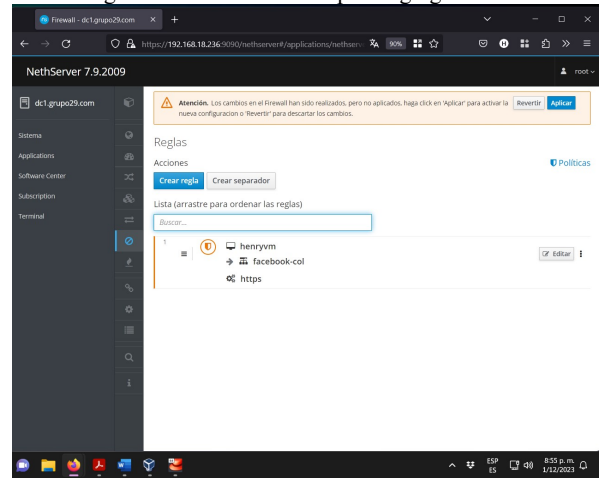 Firewall - dc1.grupo29.com
https://192.168.18.236:9090/nethserver#/applications/nethserv
90%
NethServer 7.9.2009
root
dc1.grupo29.com
Sistema
Applications
Software Center
Subscription
Terminal
Atención. Los cambios en el Firewall han sido realizados, pero no aplicados, haga click en 'Aplicar' para activar la
nueva configuracion o 'Revertir' para descartar los cambios.
Revertir
Aplicar
Reglas
Acciones
Políticas
Crear regla
Crear separador
Lista (arrastre para ordenar las reglas)
Buscar...
1
henryvm
facebook-col
https
Editar
ESP
ES
8:55 p. m.
1/12/2023